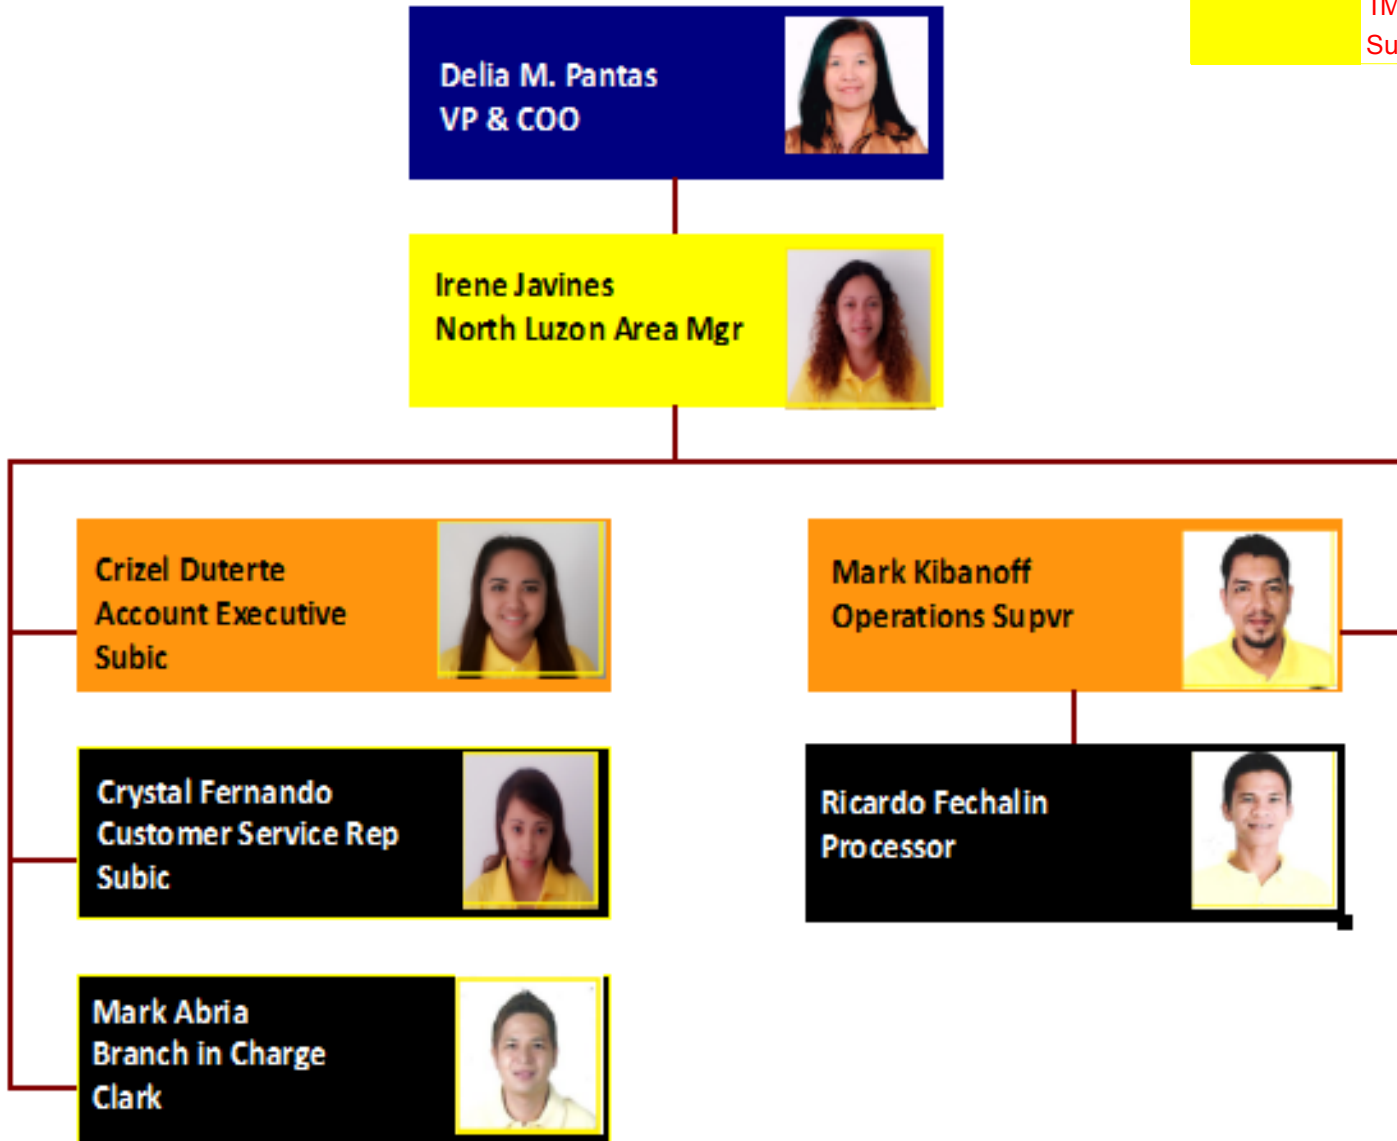 Delia M. Pantas
VP & COO
Irene Javines
North Luzon Area Mgr
Crizel Duterte
Account Executive
Subic
Mark Kibanoff
Operations Supvr
Crystal Fernando
Customer Service Rep
Subic
Ricardo Fechalin
Processor
Mark Abria
Branch in Charge
Clark